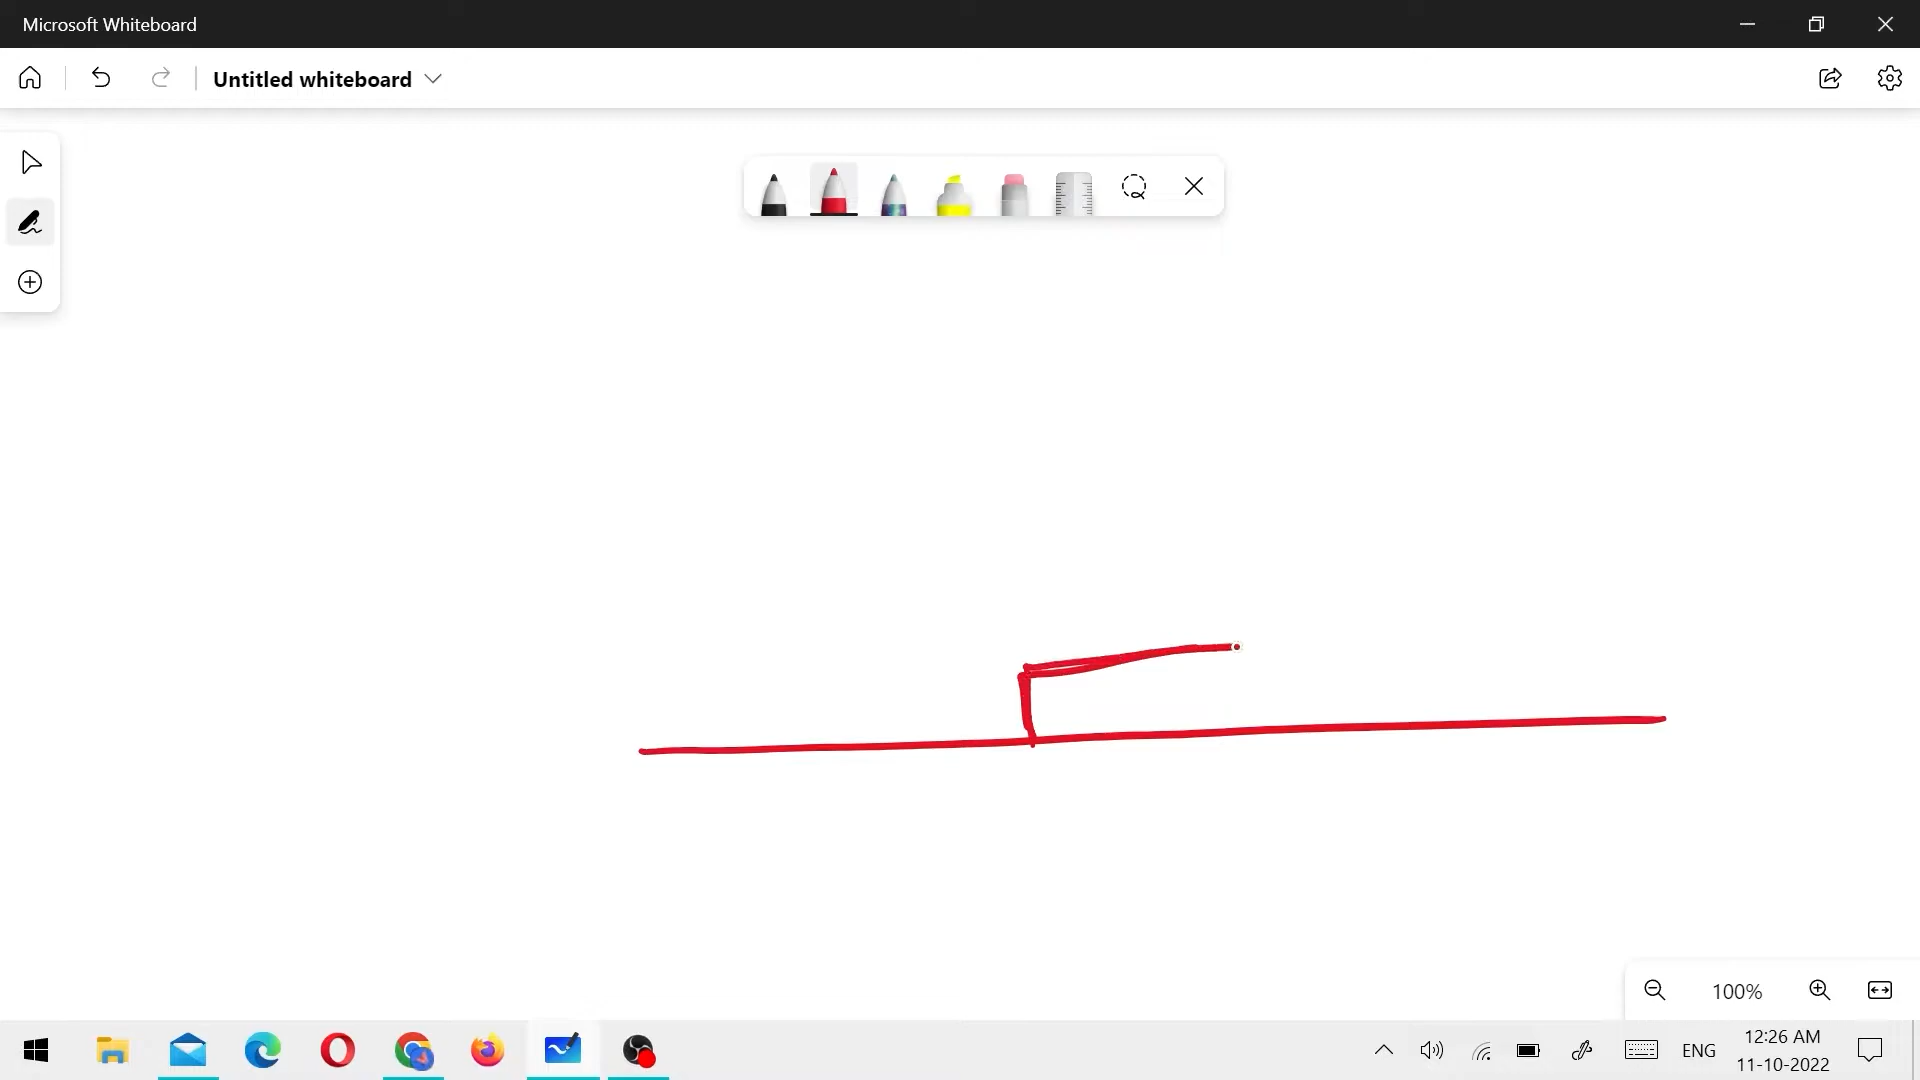 Microsoft Whiteboard
Untitled whiteboard
100%
ENG
12:26 AM
11-10-2022